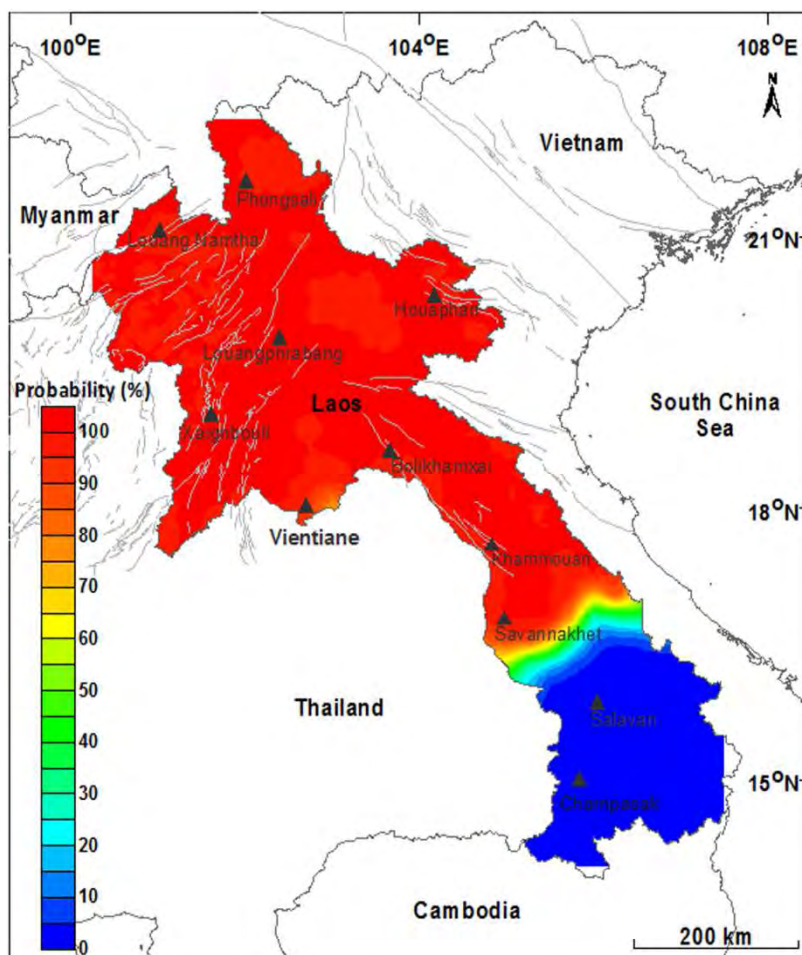 100°E
104°E
108°E
N
Vietnam
Phongsali
Myanmar
Louang Namtha
21°N
Houaphan
Louangphrabang
Probability (%)
Laos
South China
Sea
100
Xaignbouli
Bolikhamxai
90
18°N
80
Vientiane
Khammouan
70
60
Savannakhet
50
Thailand
40
Salavan
30
15°N
Champasak
20
10
Cambodia
200 km
0